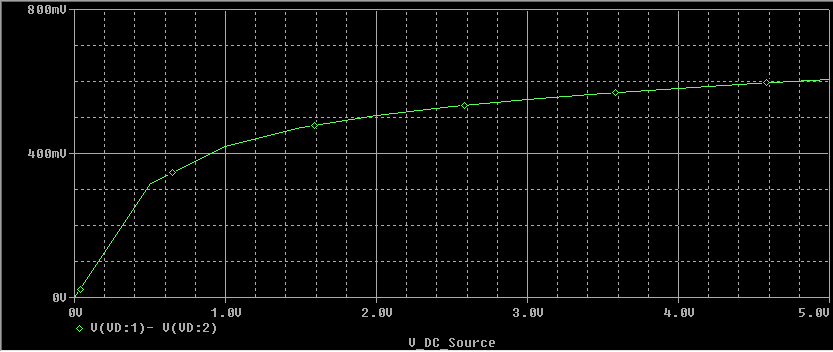 800mV
400mV
0V
0V 1.0V 2.0V 3.0V 4.0V 5.0V
V(VD:1)- V(VD:2)
V_DC_Source